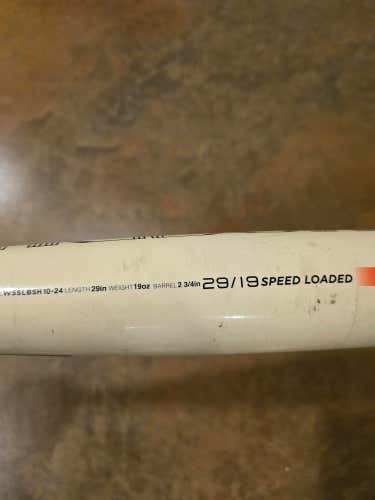 WSSLBSH 10-24 LENGTH 29in WEIGHT 19oz BARREL 2 3/4in 29/19 SPEED LOADED